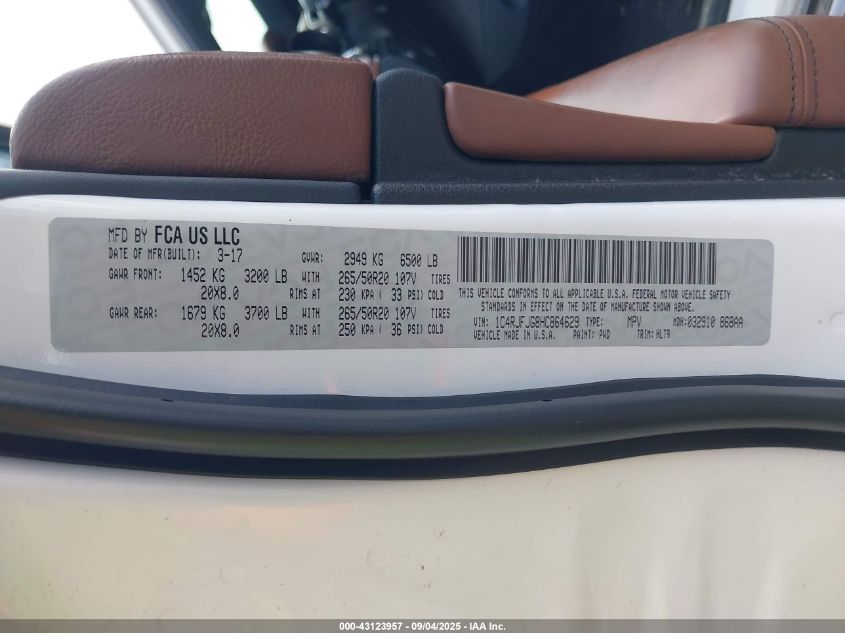 MFD BY FCA US LLC
DATE OF MFR(BUILT): 3-17 GVWR: 2949 KG 6500 LB
GAWR FRONT: 1452 KG 3200 LB WITH 265/50R20 107V TIRES
20X8.0 RIMS AT 230 KPA ( 33 PSI) COLD
GAWR REAR: 1679 KG 3700 LB WITH 265/50R20 107V TIRES
20X8.0 RIMS AT 250 KPA ( 36 PSI) COLD
THIS VEHICLE CONFORMS TO ALL APPLICABLE U.S.A. FEDERAL MOTOR VEHICLE SAFETY
STANDARDS IN EFFECT ON THE DATE OF MANUFACTURE SHOWN ABOVE.
VIN: 1C4RJFJG8HC864629 TYPE: MPV MDH: 032910 868AA
VEHICLE MADE IN U.S.A. PAINT: PWD TRIM: HLT9
000-43123957 - 09/04/2025 - IAA Inc.